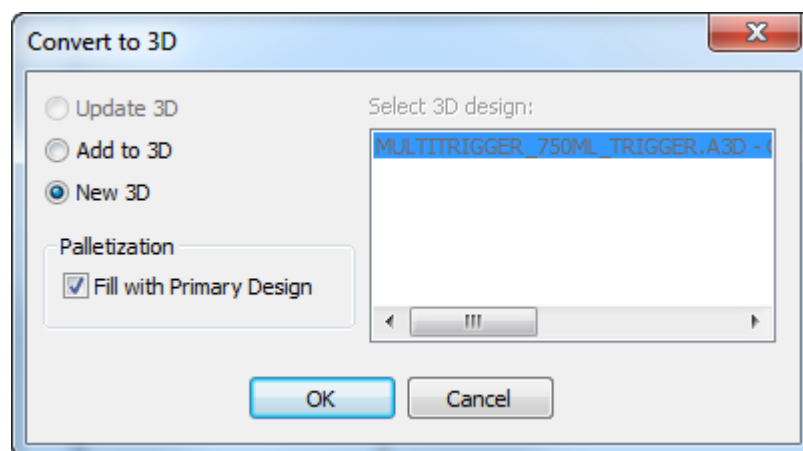 Convert to 3D
Update 3D
Add to 3D
New 3D
Palletization
Fill with Primary Design
Select 3D design:
MULTITRIGGER_750ML_TRIGGER.A3D -
OK
Cancel